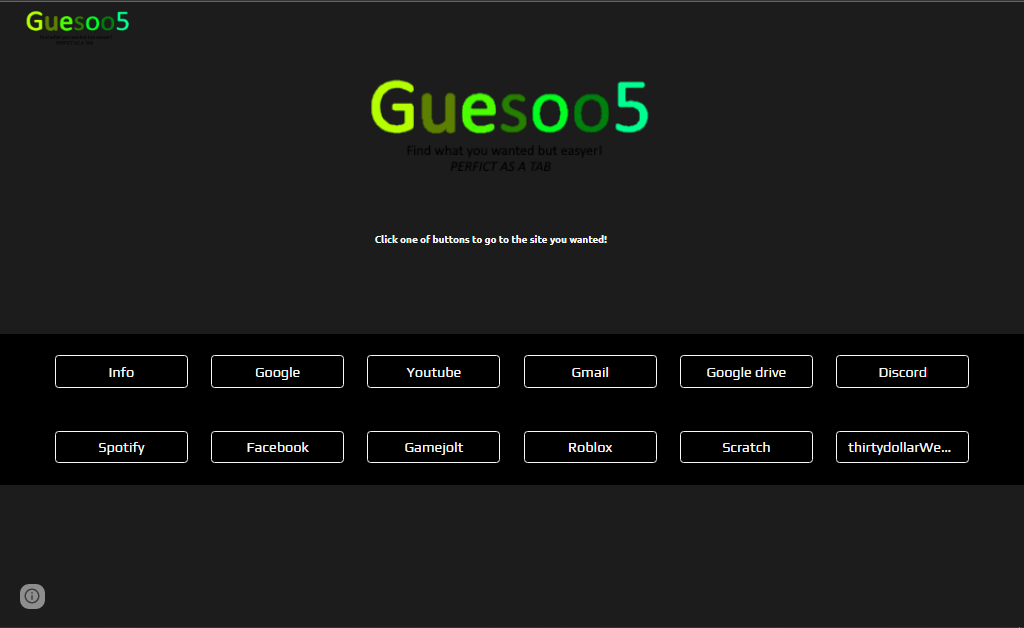 Guesoo5
Guesoo5
Find what you wanted but easyer!
PERFICT AS A TAB
Click one of buttons to go to the site you wanted!
Info
Google
Youtube
Gmail
Google drive
Discord
Spotify
Facebook
Gamejolt
Roblox
Scratch
thirtydollarWe...